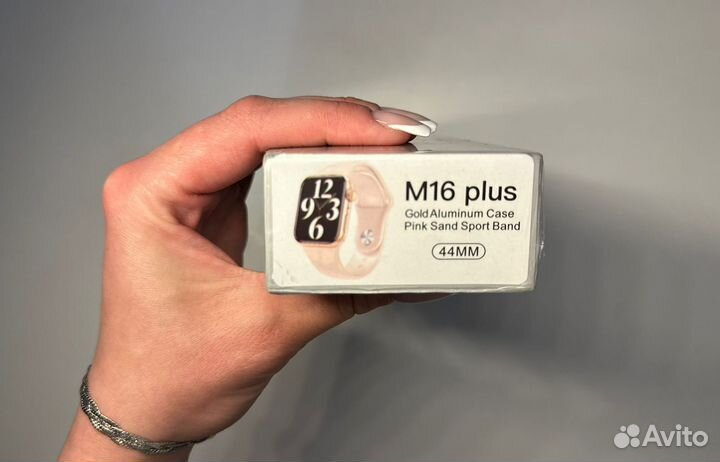 12
9 3
6
M16 plus
Gold Aluminum Case
Pink Sand Sport Band
44MM
Avito